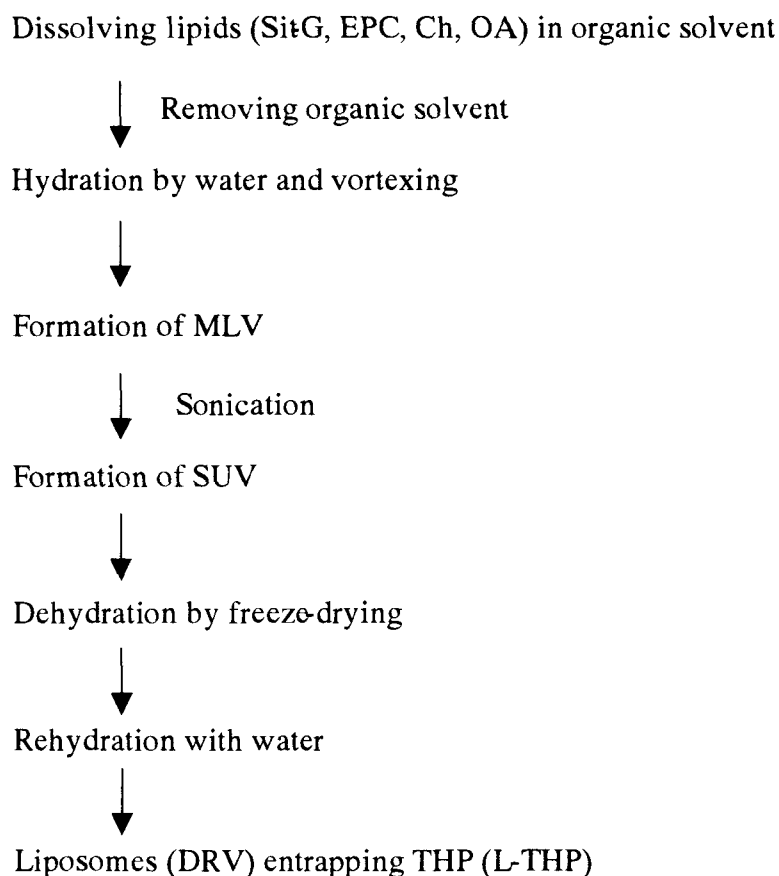 Dissolving lipids (SitG, EPC, Ch, OA) in organic solvent
Removing organic solvent
Hydration by water and vortexing
Formation of MLV
Sonication
Formation of SUV
Dehydration by freeze-drying
Rehydration with water
Liposomes (DRV) entrapping THP (L-THP)